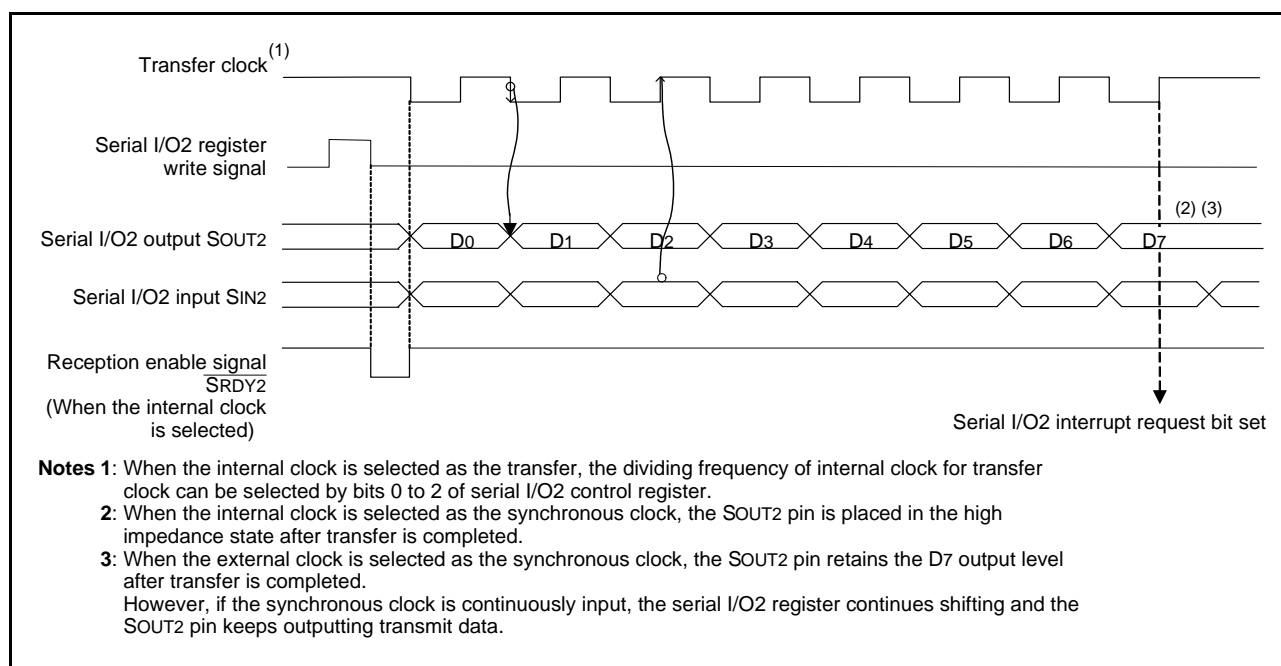 Transfer clock(1)
Serial I/O2 register
write signal
(2) (3)
Serial I/O2 output SOUT2
D0 D1 D2 D3 D4 D5 D6 D7
Serial I/O2 input SIN2
Reception enable signal
SRDY2
(When the internal clock
is selected)
Serial I/O2 interrupt request bit set
Notes 1: When the internal clock is selected as the transfer, the dividing frequency of internal clock for transfer
clock can be selected by bits 0 to 2 of serial I/O2 control register.
2: When the internal clock is selected as the synchronous clock, the SOUT2 pin is placed in the high
impedance state after transfer is completed.
3: When the external clock is selected as the synchronous clock, the SOUT2 pin retains the D7 output level
after transfer is completed.
However, if the synchronous clock is continuously input, the serial I/O2 register continues shifting and the
SOUT2 pin keeps outputting transmit data.